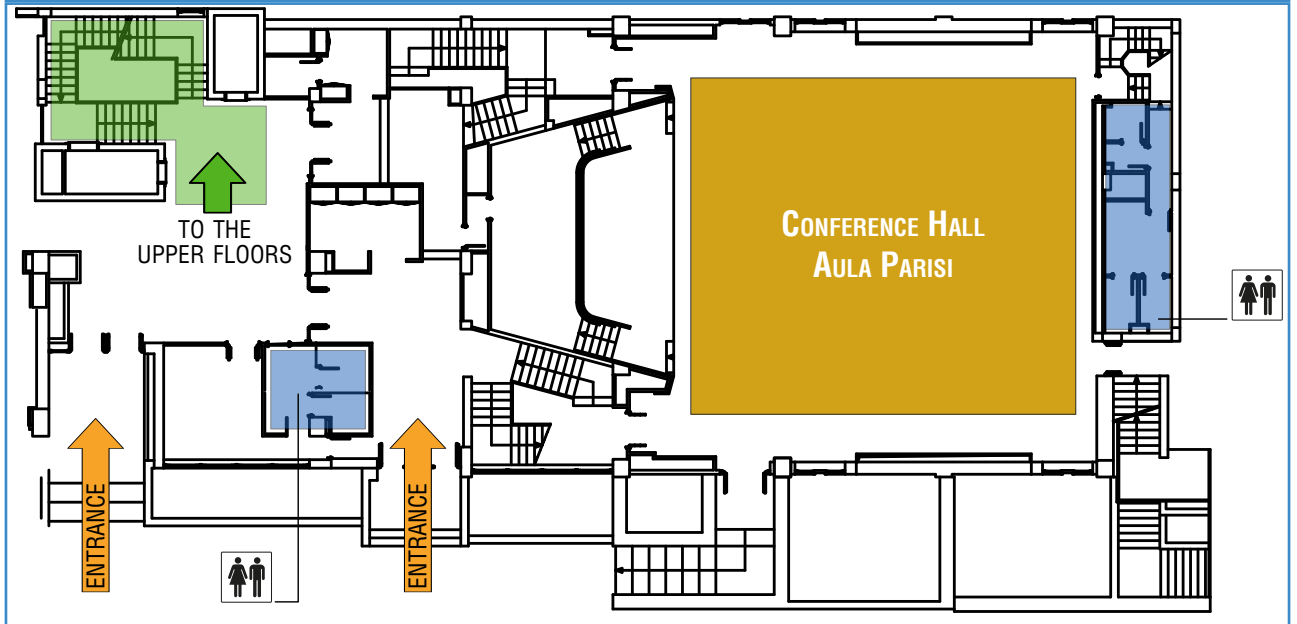 TO THE
UPPER FLOORS
CONFERENCE HALL
AULA PARISI
ENTRANCE
ENTRANCE